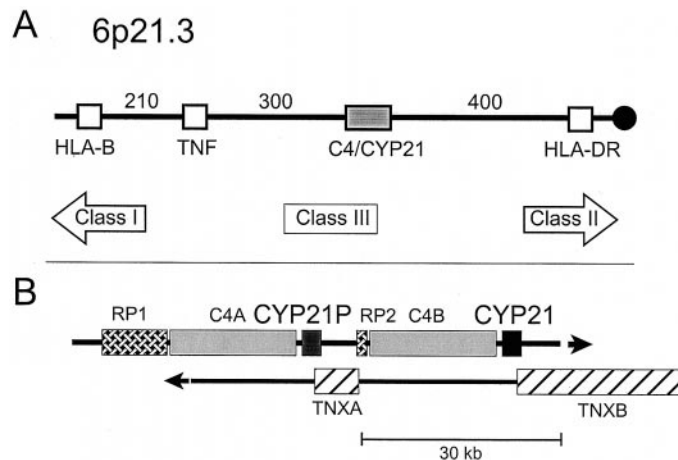 A 6p21.3
210 300 400
HLA-B TNF C4/CYP21 HLA-DR
Class I Class III Class II
B
RP1 C4A CYP21P RP2 C4B CYP21
TNXA TNXB
30 kb